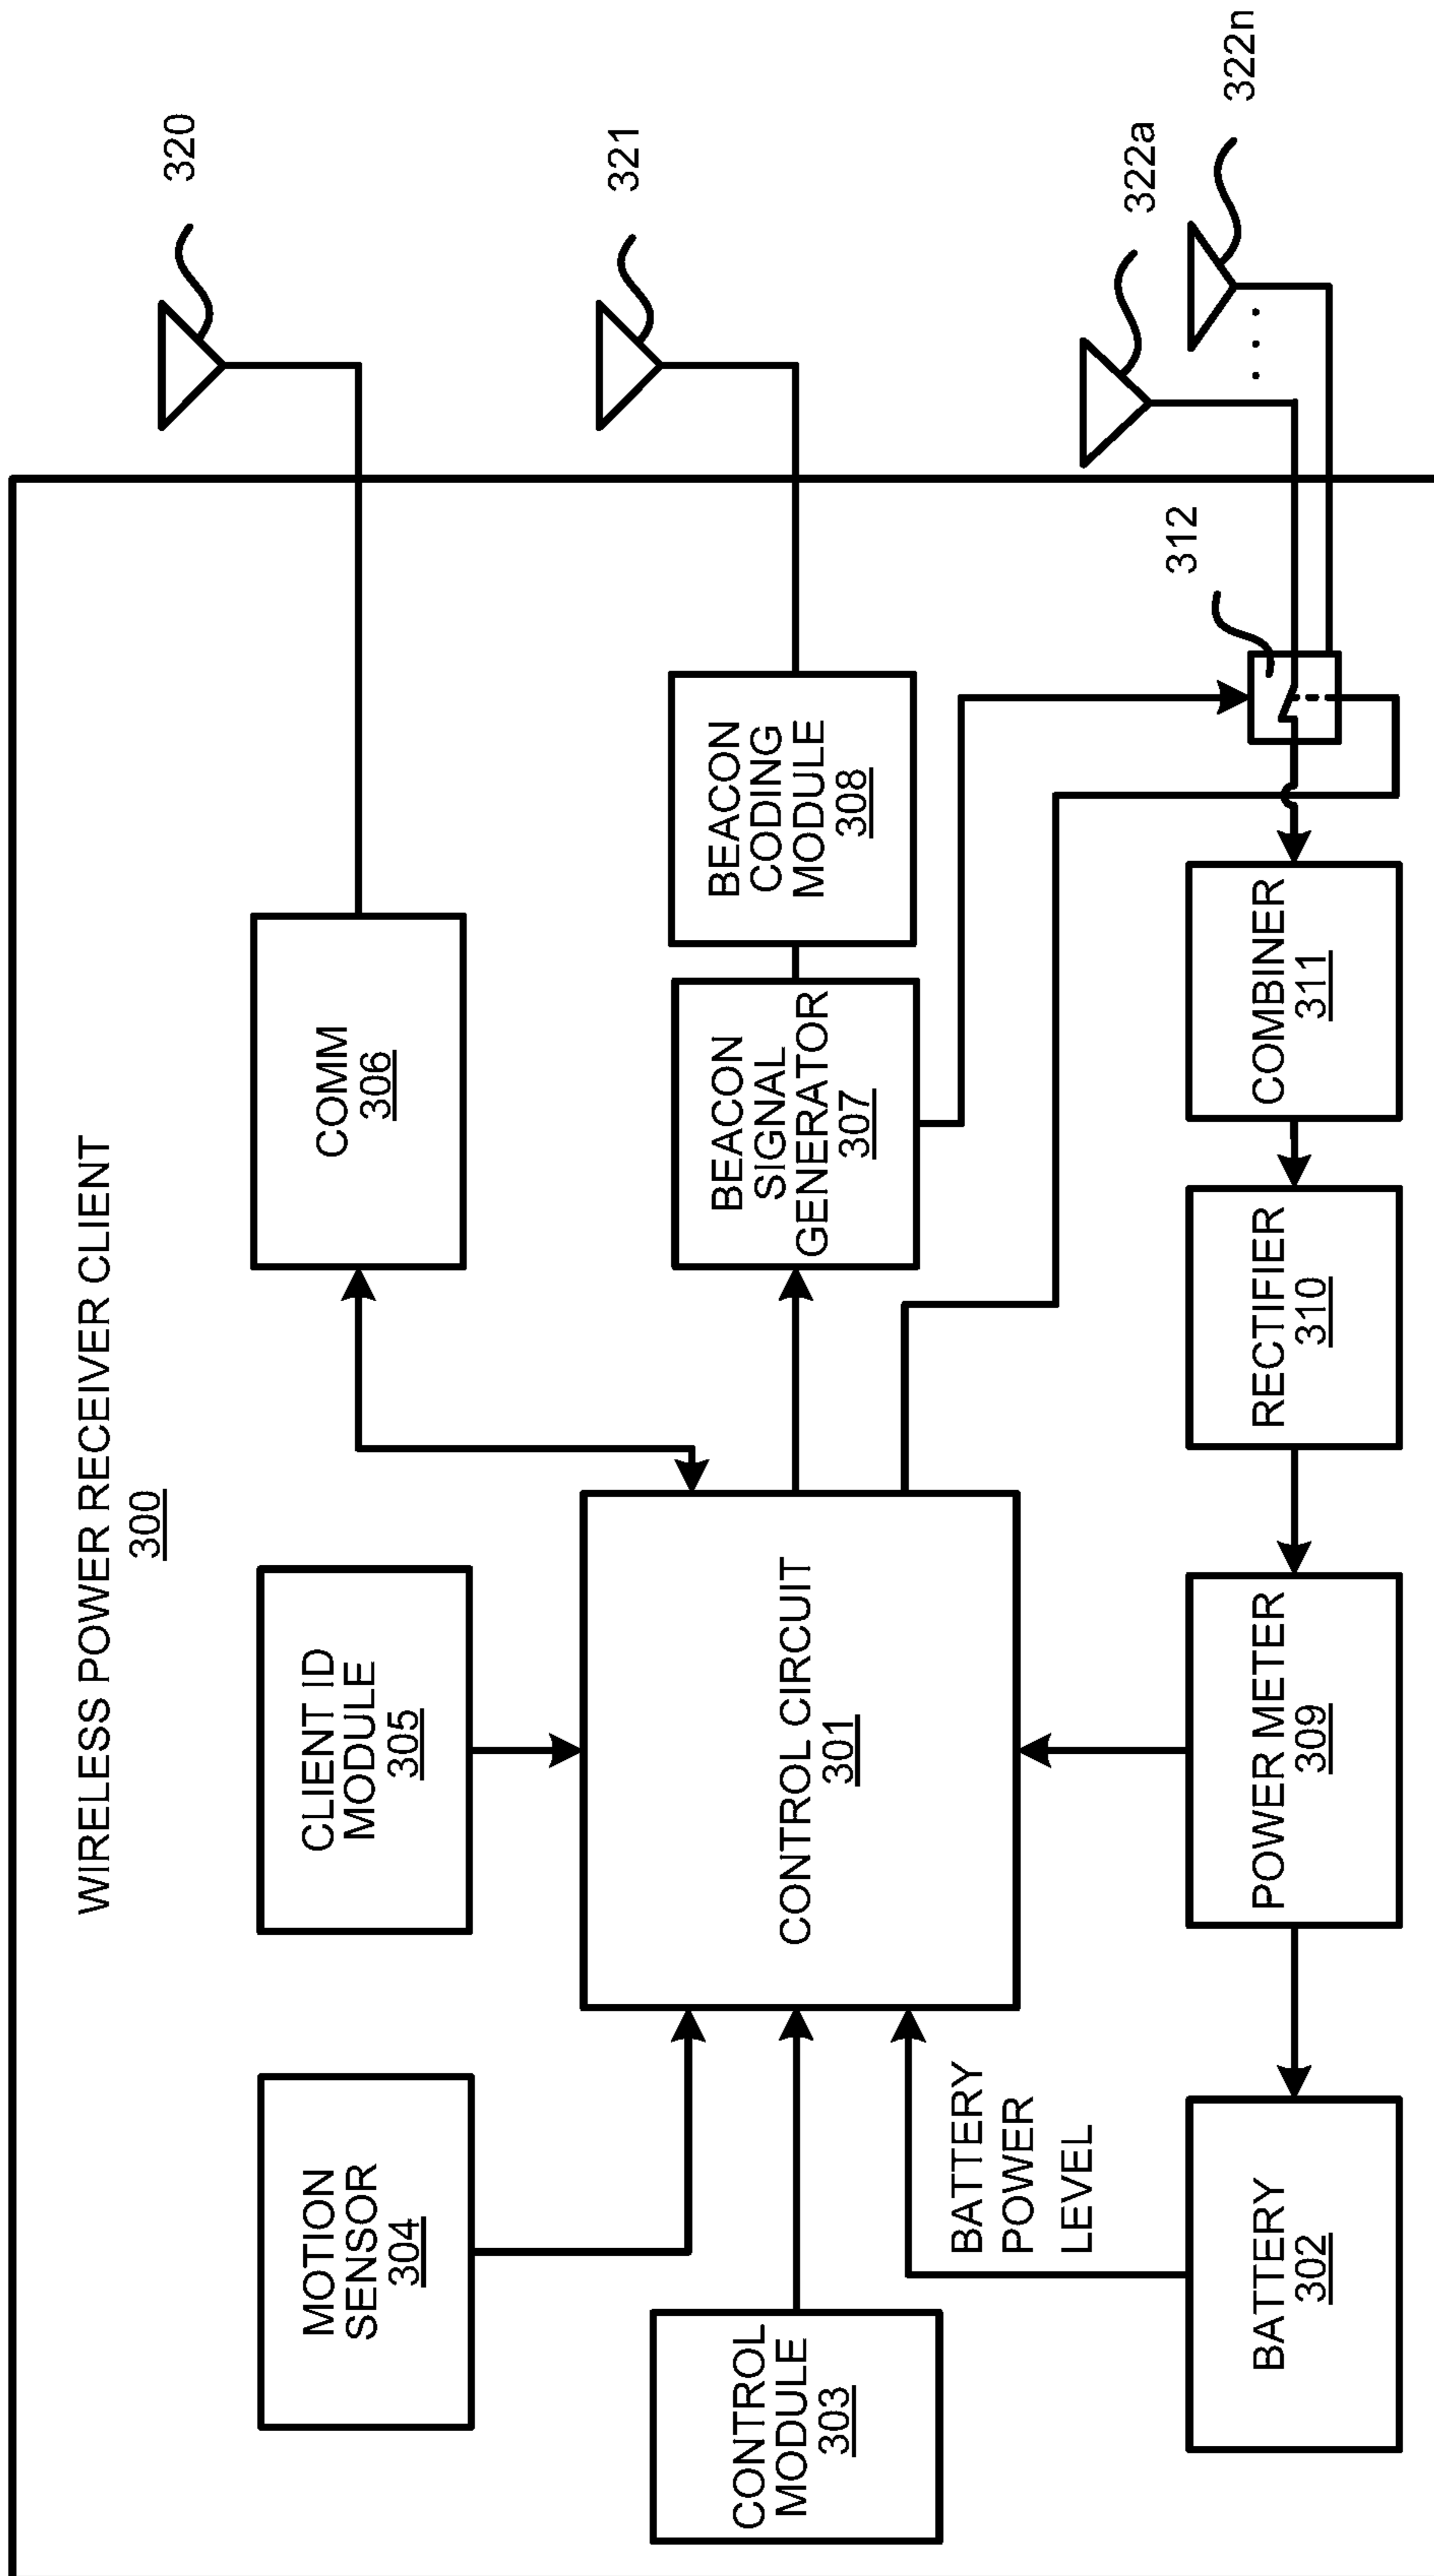 WIRELESS POWER RECEIVER CLIENT
300
MOTION
SENSOR
304
CLIENT ID
MODULE
305
COMM
306
320
CONTROL
MODULE
303
CONTROL CIRCUIT
301
BEACON
SIGNAL
GENERATOR
307
BEACON
CODING
MODULE
308
321
BATTERY
POWER
LEVEL
BATTERY
302
POWER METER
309
RECTIFIER
310
COMBINER
311
312
322a
. . .
322n